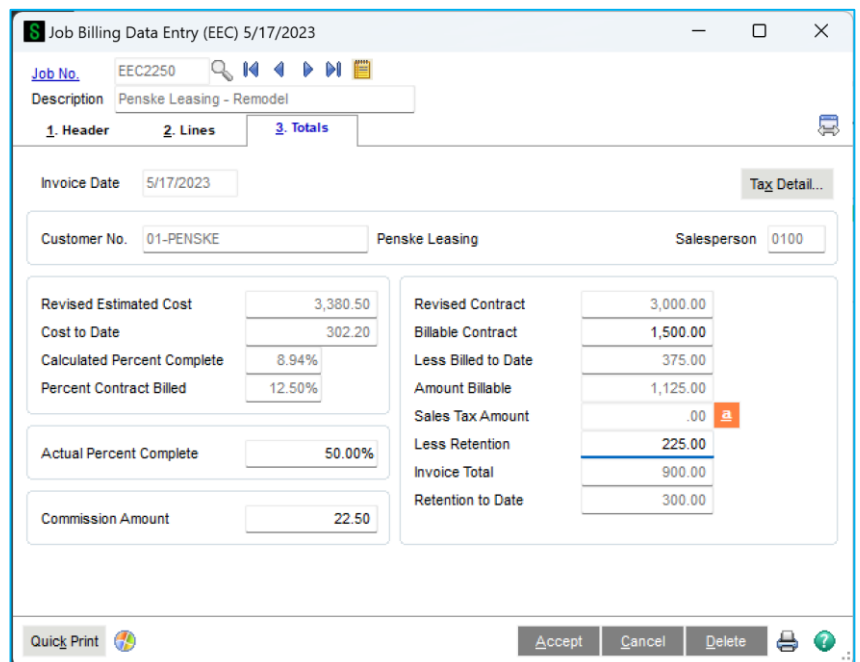 S Job Billing Data Entry (EEC) 5/17/2023
Job No. EEC2250
Description Penske Leasing - Remodel
1. Header 2. Lines 3. Totals
Invoice Date 5/17/2023 Tax Detail...
Customer No. 01-PENSKE Penske Leasing Salesperson 0100
Revised Estimated Cost 3,380.50
Cost to Date 302.20
Calculated Percent Complete 8.94%
Percent Contract Billed 12.50%
Actual Percent Complete 50.00%
Commission Amount 22.50
Revised Contract 3,000.00
Billable Contract 1,500.00
Less Billed to Date 375.00
Amount Billable 1,125.00
Sales Tax Amount .00 a
Less Retention 225.00
Invoice Total 900.00
Retention to Date 300.00
Quick Print Accept Cancel Delete ?